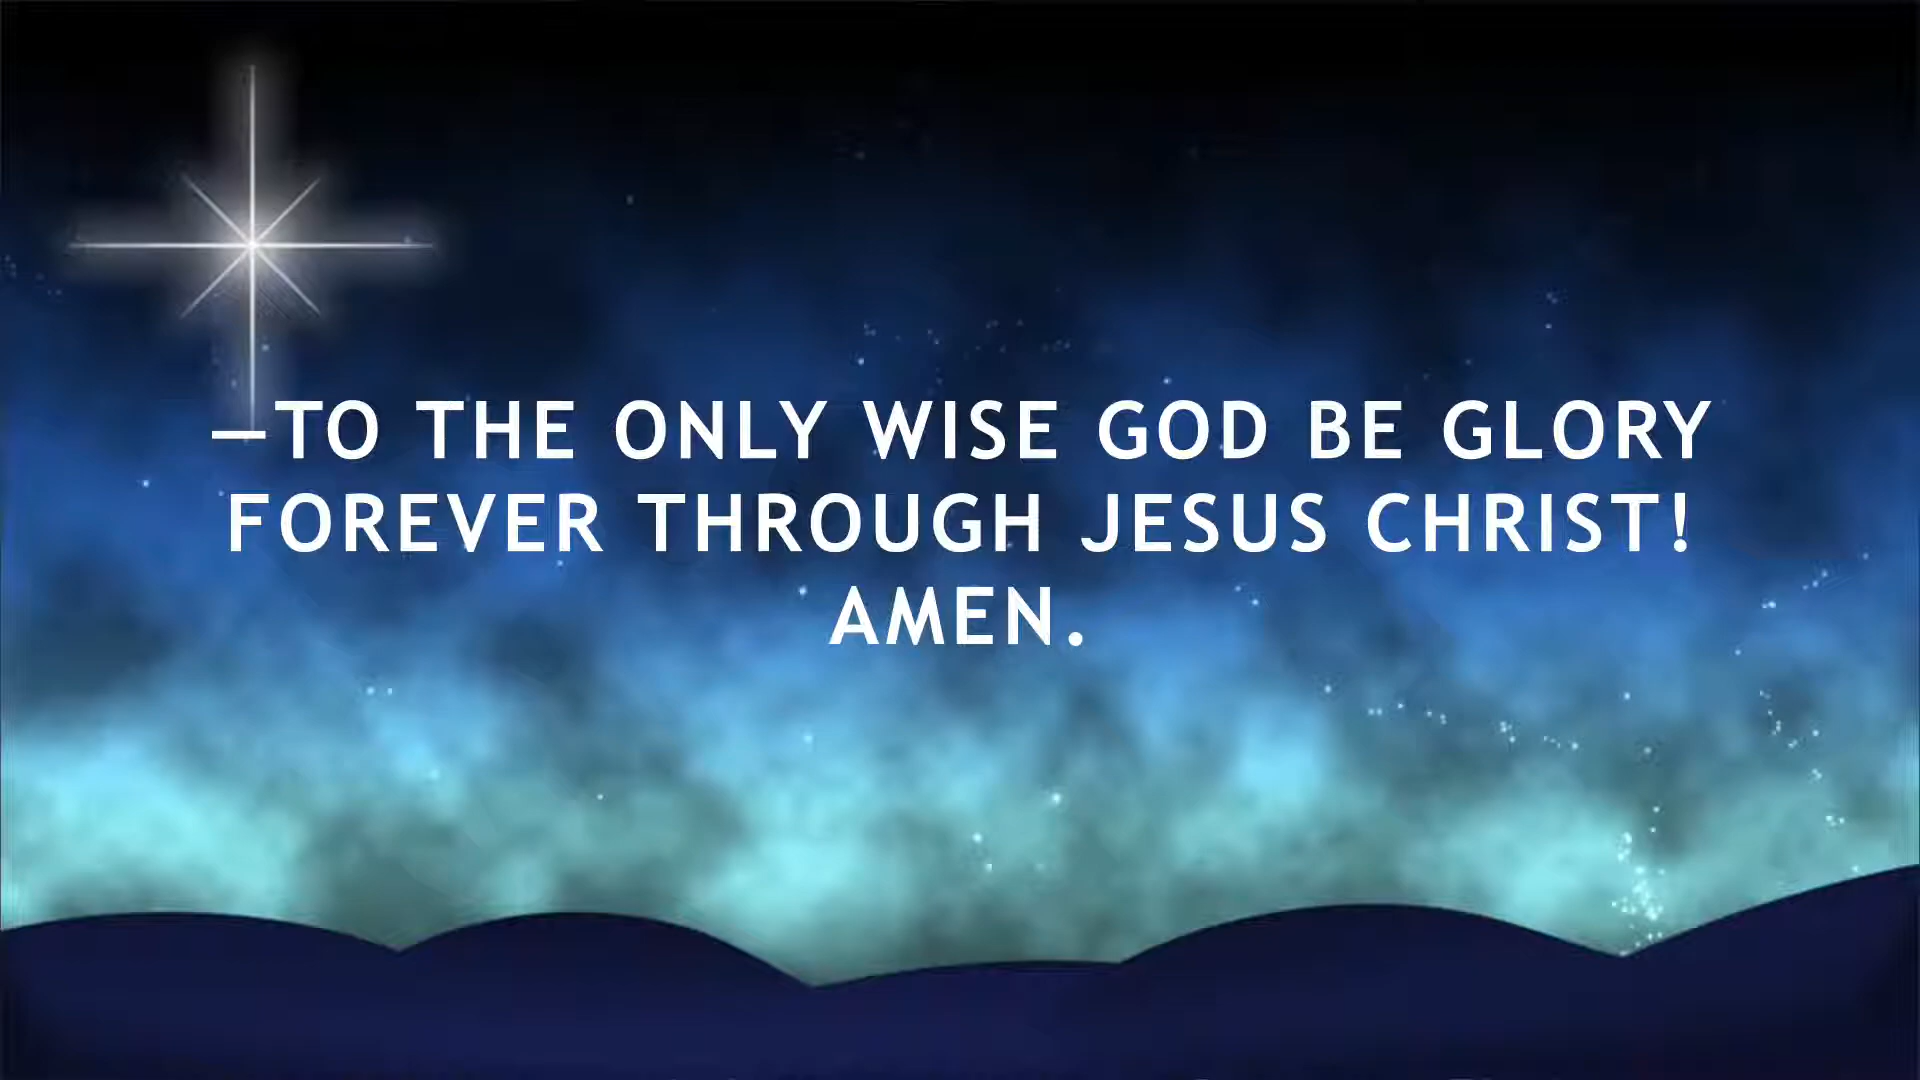 —TO THE ONLY WISE GOD BE GLORY
FOREVER THROUGH JESUS CHRIST!
AMEN.